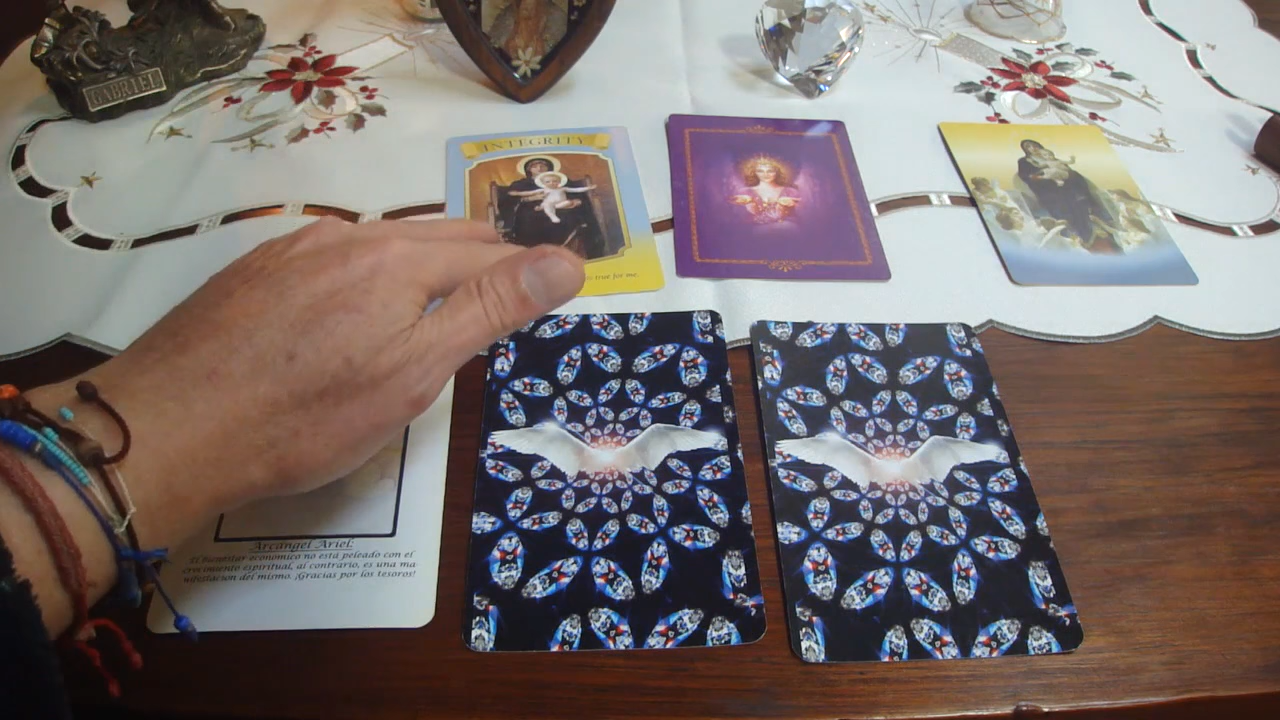 GABRIEL
INTEGRITY
is true for me.
Arcángel Ariel:
El bienestar económico no está peleado con el
crecimiento espiritual, al contrario, es una ma-
nifestación del mismo. ¡Gracias por los tesoros!